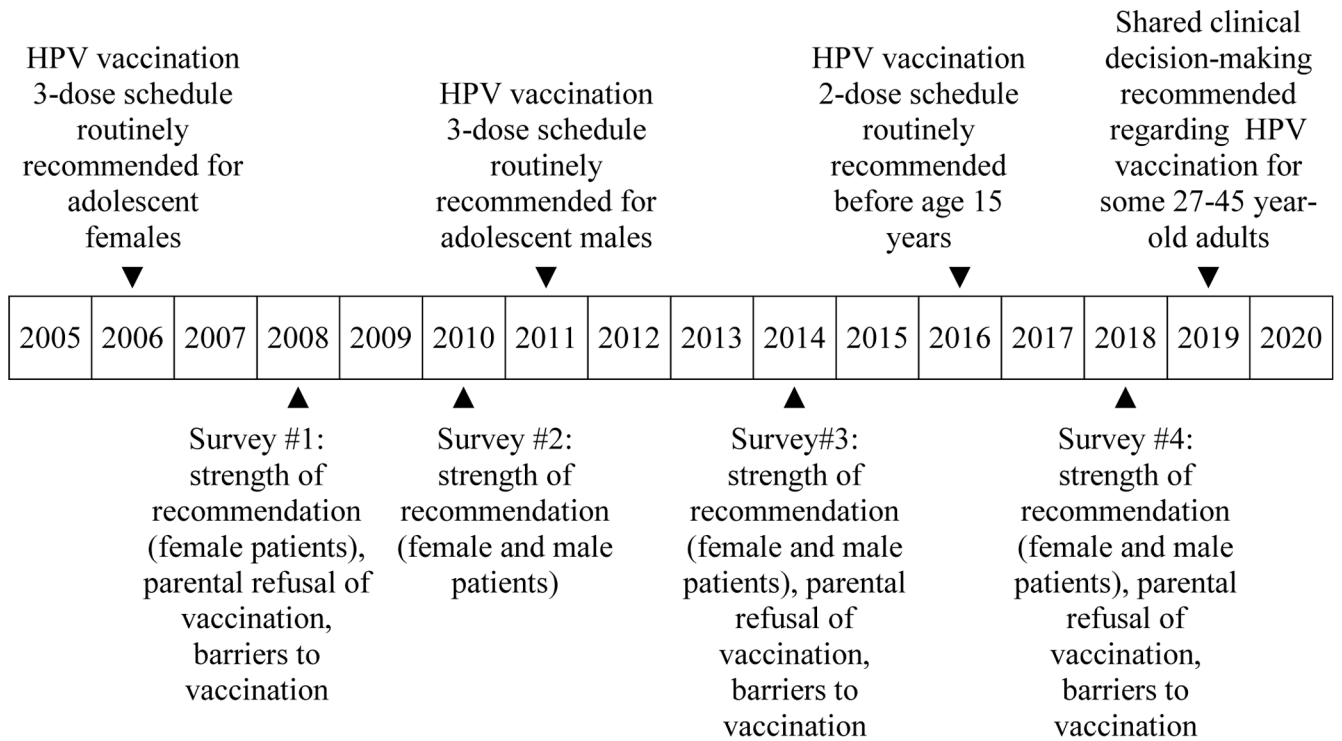 HPV vaccination
3-dose schedule
routinely
recommended for
adolescent
females
HPV vaccination
3-dose schedule
routinely
recommended for
adolescent males
HPV vaccination
2-dose schedule
routinely
recommended
before age 15
years
Shared clinical
decision-making
recommended
regarding HPV
vaccination for
some 27-45 year-
old adults
2005 2006 2007 2008 2009 2010 2011 2012 2013 2014 2015 2016 2017 2018 2019 2020
Survey #1:
strength of
recommendation
(female patients),
parental refusal of
vaccination,
barriers to
vaccination
Survey #2:
strength of
recommendation
(female and male
patients)
Survey#3:
strength of
recommendation
(female and male
patients), parental
refusal of
vaccination,
barriers to
vaccination
Survey #4:
strength of
recommendation
(female and male
patients), parental
refusal of
vaccination,
barriers to
vaccination